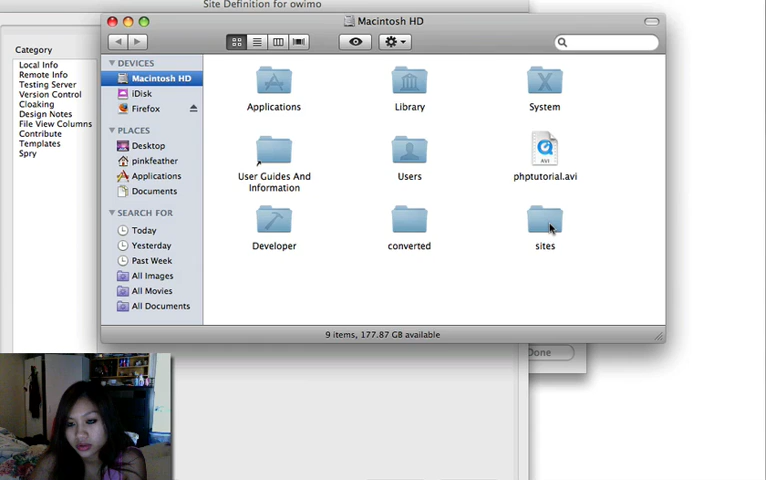 Site Definition for owimo
Macintosh HD
Category
Local Info
Remote Info
Testing Server
Version Control
Cloaking
Design Notes
File View Columns
Contribute
Templates
Spry
DEVICES
Macintosh HD
iDisk
Firefox
PLACES
Desktop
pinkfeather
Applications
Documents
SEARCH FOR
Today
Yesterday
Past Week
All Images
All Movies
All Documents
Applications
Library
System
User Guides And
Information
Users
AVI
phptutorial.avi
Developer
converted
sites
9 items, 177.87 GB available
Done